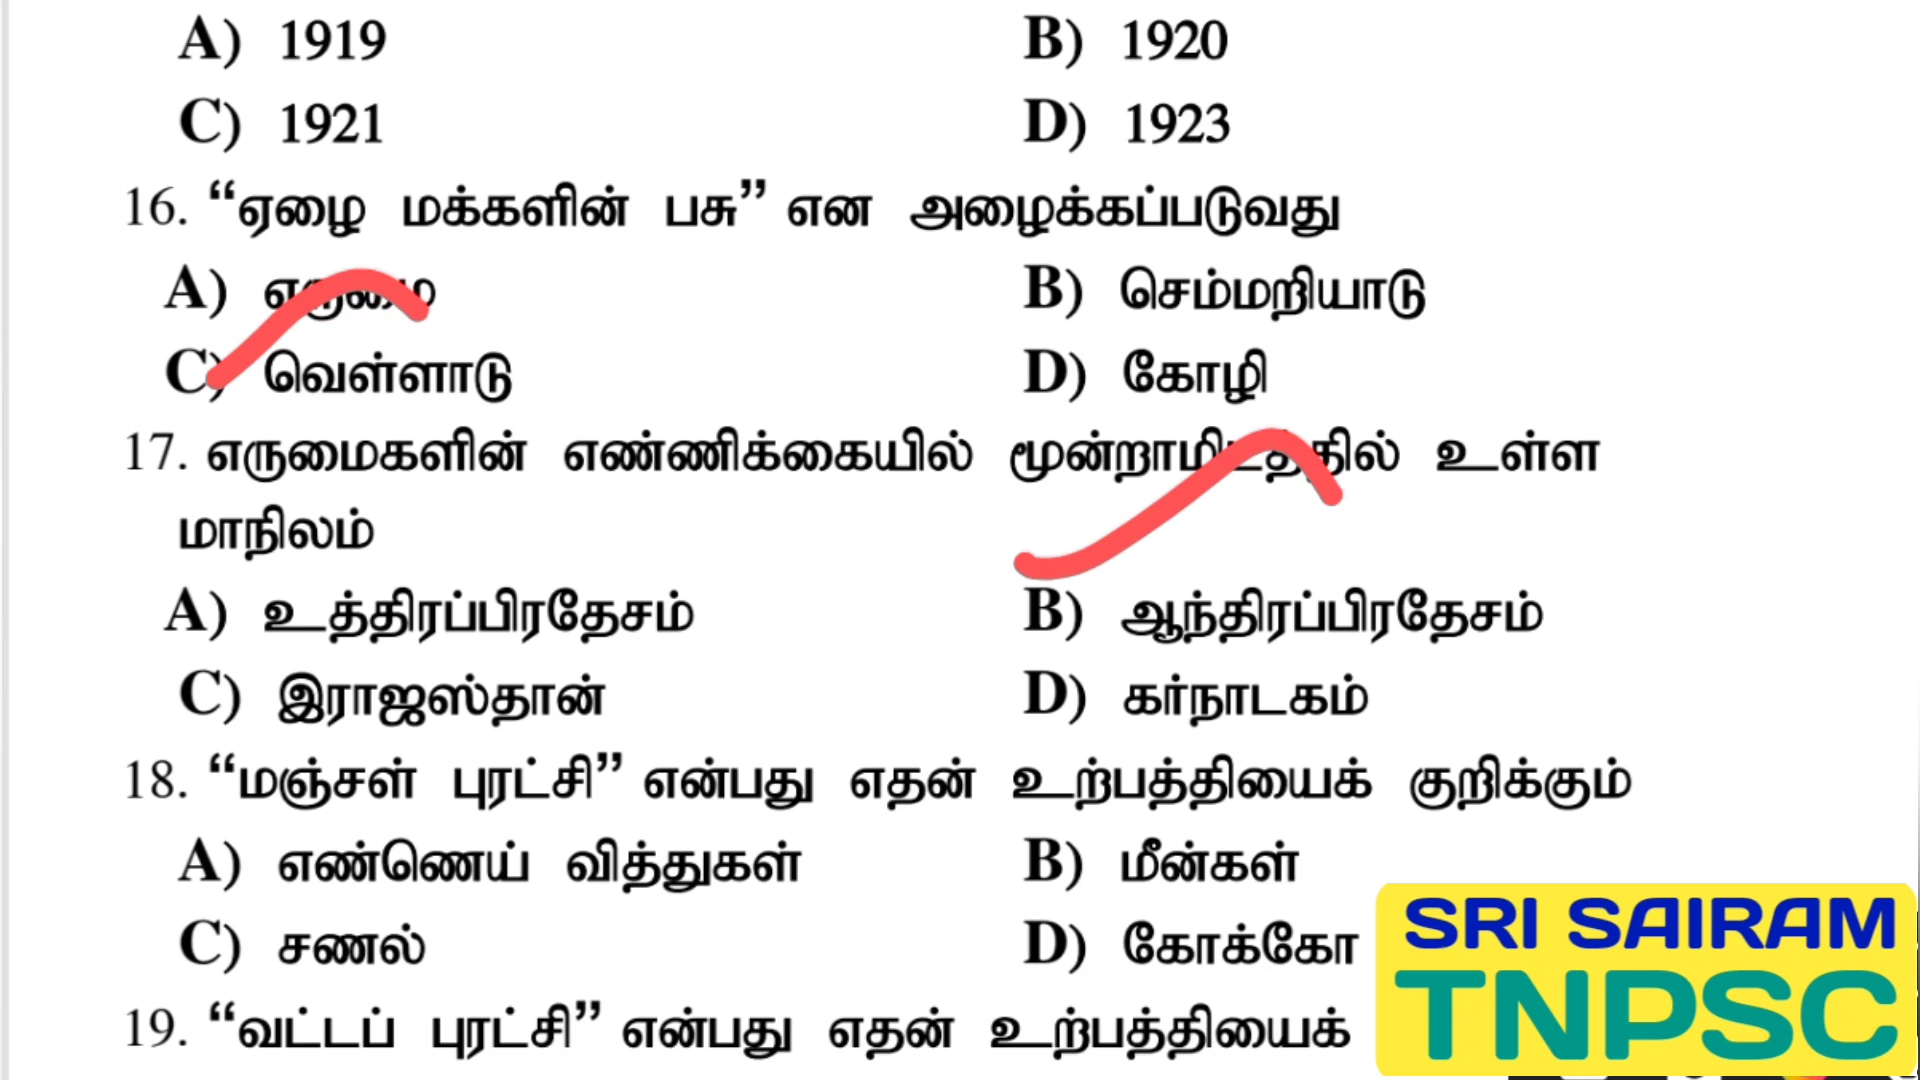 A) 1919 B) 1920
C) 1921 D) 1923
16. “ஏழை மக்களின் பசு” என அழைக்கப்படுவது
A) எருமை B) செம்மறியாடு
C) வெள்ளாடு D) கோழி
17. எருமைகளின் எண்ணிக்கையில் மூன்றாமிடத்தில் உள்ள
மாநிலம்
A) உத்திரப்பிரதேசம் B) ஆந்திரப்பிரதேசம்
C) இராஜஸ்தான் D) கர்நாடகம்
18. “மஞ்சள் புரட்சி” என்பது எதன் உற்பத்தியைக் குறிக்கும்
A) எண்ணெய் வித்துகள் B) மீன்கள்
C) சணல் D) கோக்கோ
19. “வட்டப் புரட்சி” என்பது எதன் உற்பத்தியைக்
SRI SAIRAM
TNPSC